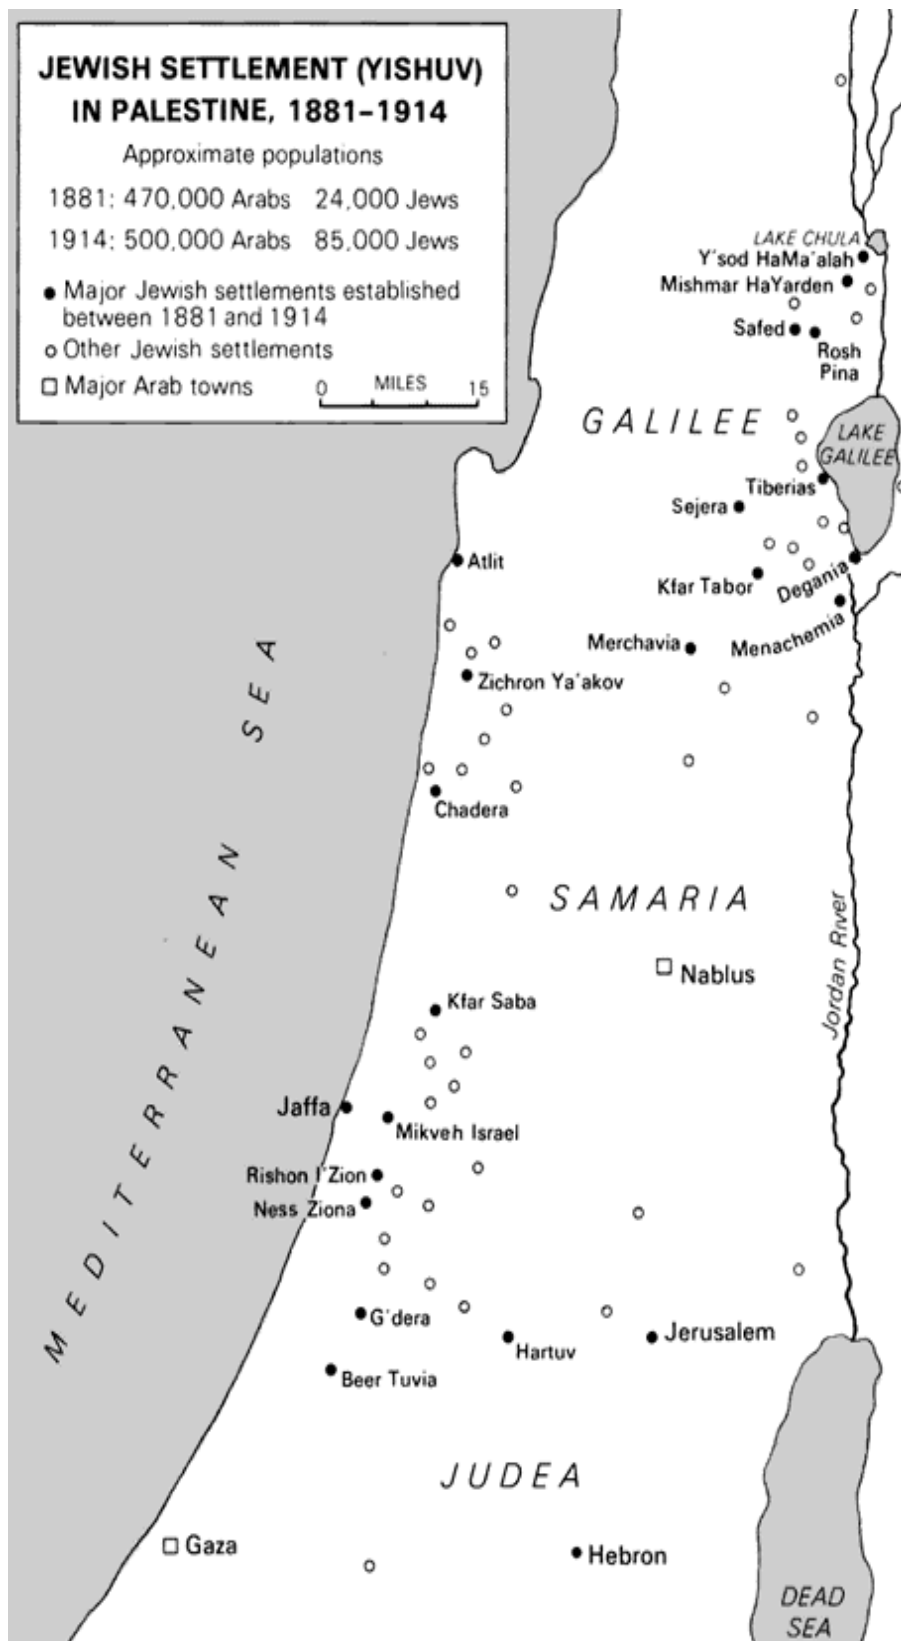 JEWISH SETTLEMENT (YISHUV)
IN PALESTINE, 1881–1914
Approximate populations
1881: 470,000 Arabs 24,000 Jews
1914: 500,000 Arabs 85,000 Jews
Major Jewish settlements established
between 1881 and 1914
Other Jewish settlements
Major Arab towns
0 MILES 15
LAKE CHULA
Y'sod HaMa'alah
Mishmar HaYarden
Safed
Rosh
Pina
GALILEE
LAKE
GALILEE
Tiberias
Sejera
Atlit
Kfar Tabor
Degania
Menachemia
Merchavia
Zichron Ya'akov
Chadera
MEDITERRANEAN SEA
SAMARIA
Nablus
Jordan River
Kfar Saba
Jaffa
Mikveh Israel
Rishon l'Zion
Ness Ziona
G'dera
Hartuv
Jerusalem
Beer Tuvia
JUDEA
Gaza
Hebron
DEAD
SEA